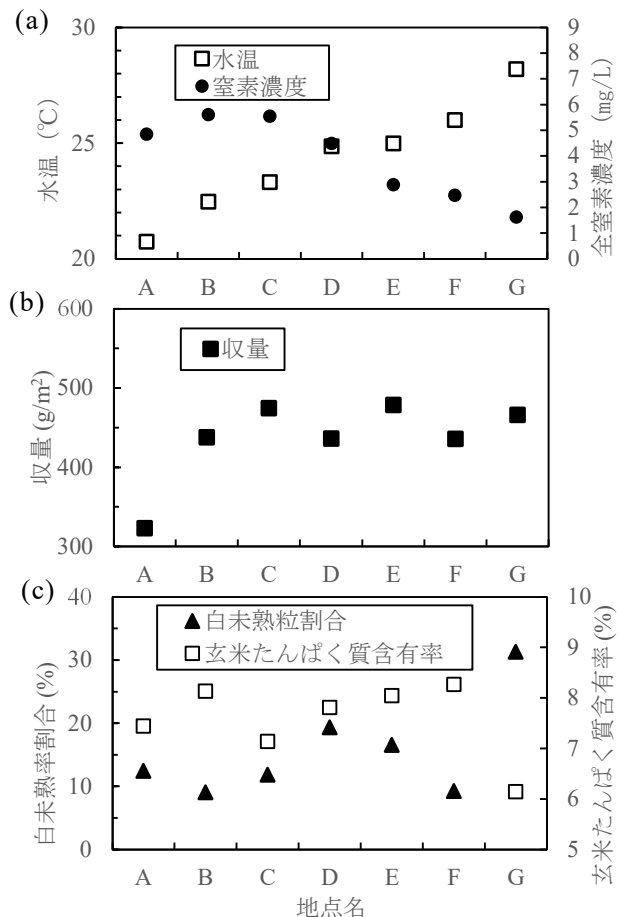 (a)
30
25
20
水温 (℃)
水温
窒素濃度
9
8
7
6
5
4
3
2
1
0
全窒素濃度 (mg/L)
A B C D E F G
(b)
600
500
400
300
収量 (g/m²)
収量
A B C D E F G
(c)
40
30
20
10
0
白未熟率割合 (%)
白未熟粒割合
玄米たんぱく質含有率
10
9
8
7
6
5
玄米たんぱく質含有率 (%)
A B C D E F G
地点名